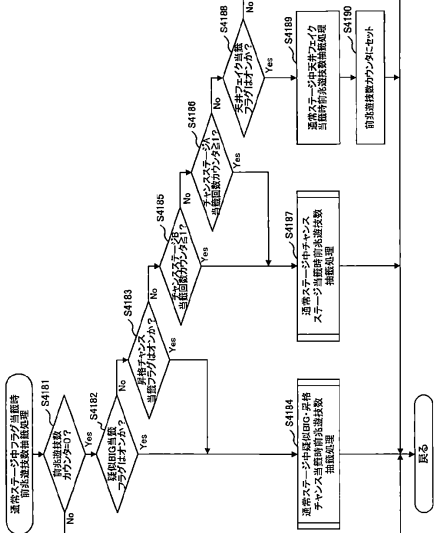 通常ステージ中フラグ当籤時
前兆遊技数抽籤処理
S4181
前兆遊技数
カウンタ=0?
No
Yes
S4182
疑似BIG当籤
フラグはオンか?
No
Yes
S4183
昇格チャンス
当籤フラグはオンか?
No
Yes
S4184
通常ステージ中疑似BIG・昇格
チャンス当籤時前兆遊技数
抽籤処理
S4185
チャンスステージB
当籤回数カウンタ≧1?
No
Yes
S4186
チャンスステージA
当籤回数カウンタ≧1?
No
Yes
S4187
通常ステージ中チャンス
ステージ当籤時前兆遊技数
抽籤処理
S4188
天井フェイク当籤
フラグはオンか?
No
Yes
S4189
通常ステージ中天井フェイク
当籤時前兆遊技数抽籤処理
S4190
前兆遊技数カウンタにセット
戻る